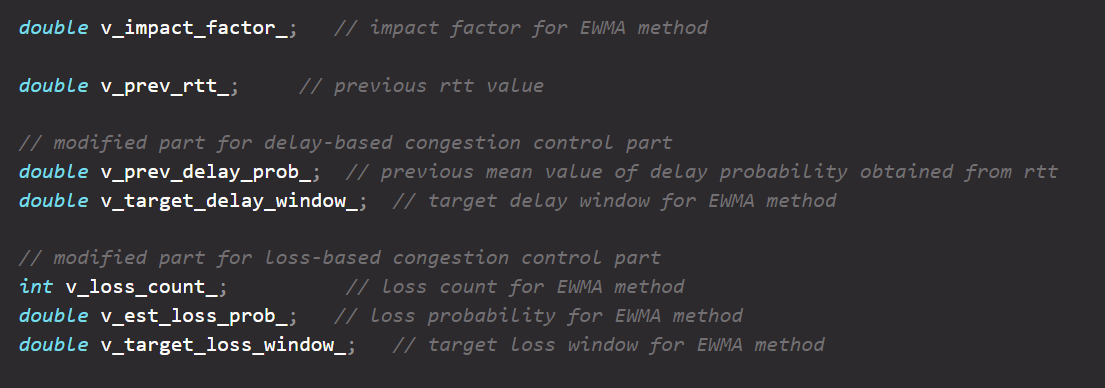 double v_impact_factor_;   // impact factor for EWMA method
double v_prev_rtt_;     // previous rtt value
// modified part for delay-based congestion control part
double v_prev_delay_prob_;  // previous mean value of delay probability obtained from rtt
double v_target_delay_window_;  // target delay window for EWMA method
// modified part for loss-based congestion control part
int v_loss_count_;          // loss count for EWMA method
double v_est_loss_prob_;   // loss probability for EWMA method
double v_target_loss_window_;   // target loss window for EWMA method